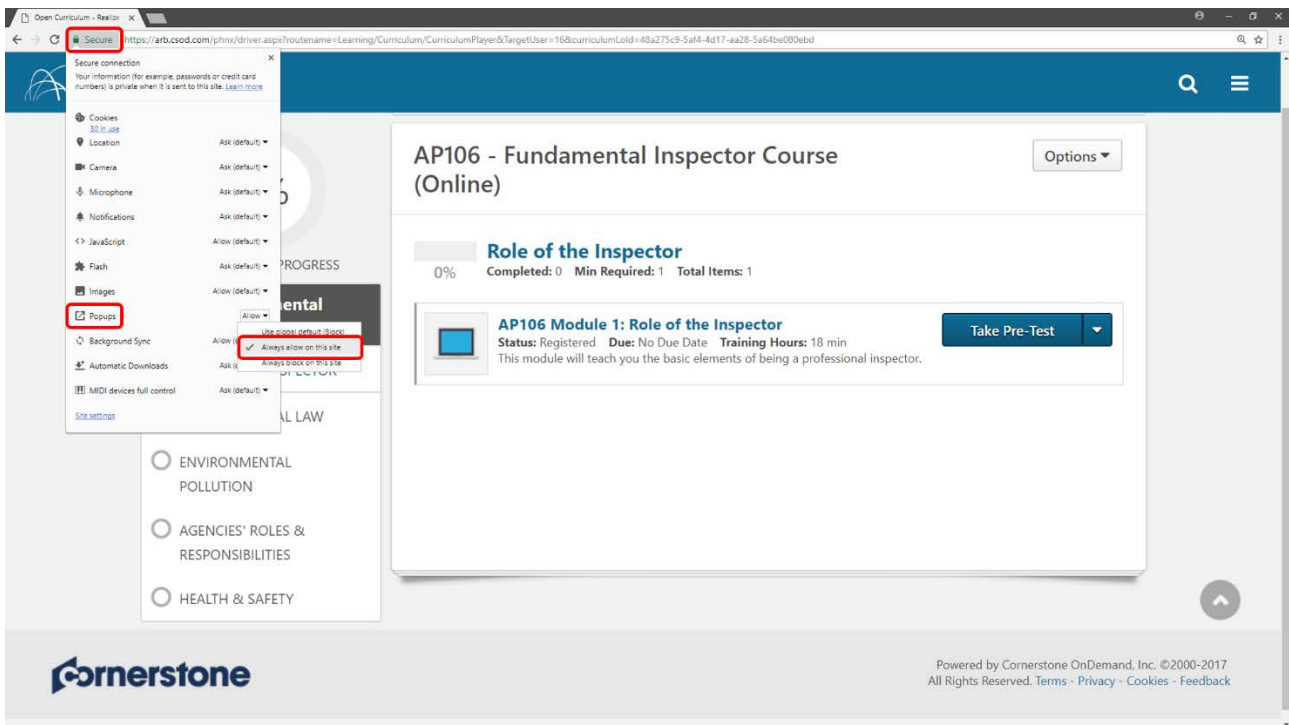 Open Curriculum - Realize
Secure
https://arb.csod.com/phnx/driver.aspx?routename=Learning/Curriculum/CurriculumPlayer&TargetUser=16&curriculumLoId=48a275c9-5af4-4d17-aa28-5a64be080ebd
Secure connection
Your information (for example, passwords or credit card
numbers) is private when it is sent to this site. Learn more
Cookies
30 in use
Location Ask (default)
Camera Ask (default)
Microphone Ask (default)
Notifications Ask (default)
JavaScript Allow (default)
Flash Ask (default)
Images Allow (default)
Popups Allow
Use global default (Block)
Always allow on this site
Always block on this site
Background Sync Allow
Automatic Downloads Ask
MIDI devices full control Ask (default)
Site settings
PROGRESS
ental
AL LAW
ENVIRONMENTAL
POLLUTION
AGENCIES' ROLES &
RESPONSIBILITIES
HEALTH & SAFETY
AP106 - Fundamental Inspector Course
(Online)
Options
Role of the Inspector
0%
Completed: 0 Min Required: 1 Total Items: 1
AP106 Module 1: Role of the Inspector
Status: Registered Due: No Due Date Training Hours: 18 min
This module will teach you the basic elements of being a professional inspector.
Take Pre-Test
Cornerstone
Powered by Cornerstone OnDemand, Inc. ©2000-2017
All Rights Reserved. Terms - Privacy - Cookies - Feedback